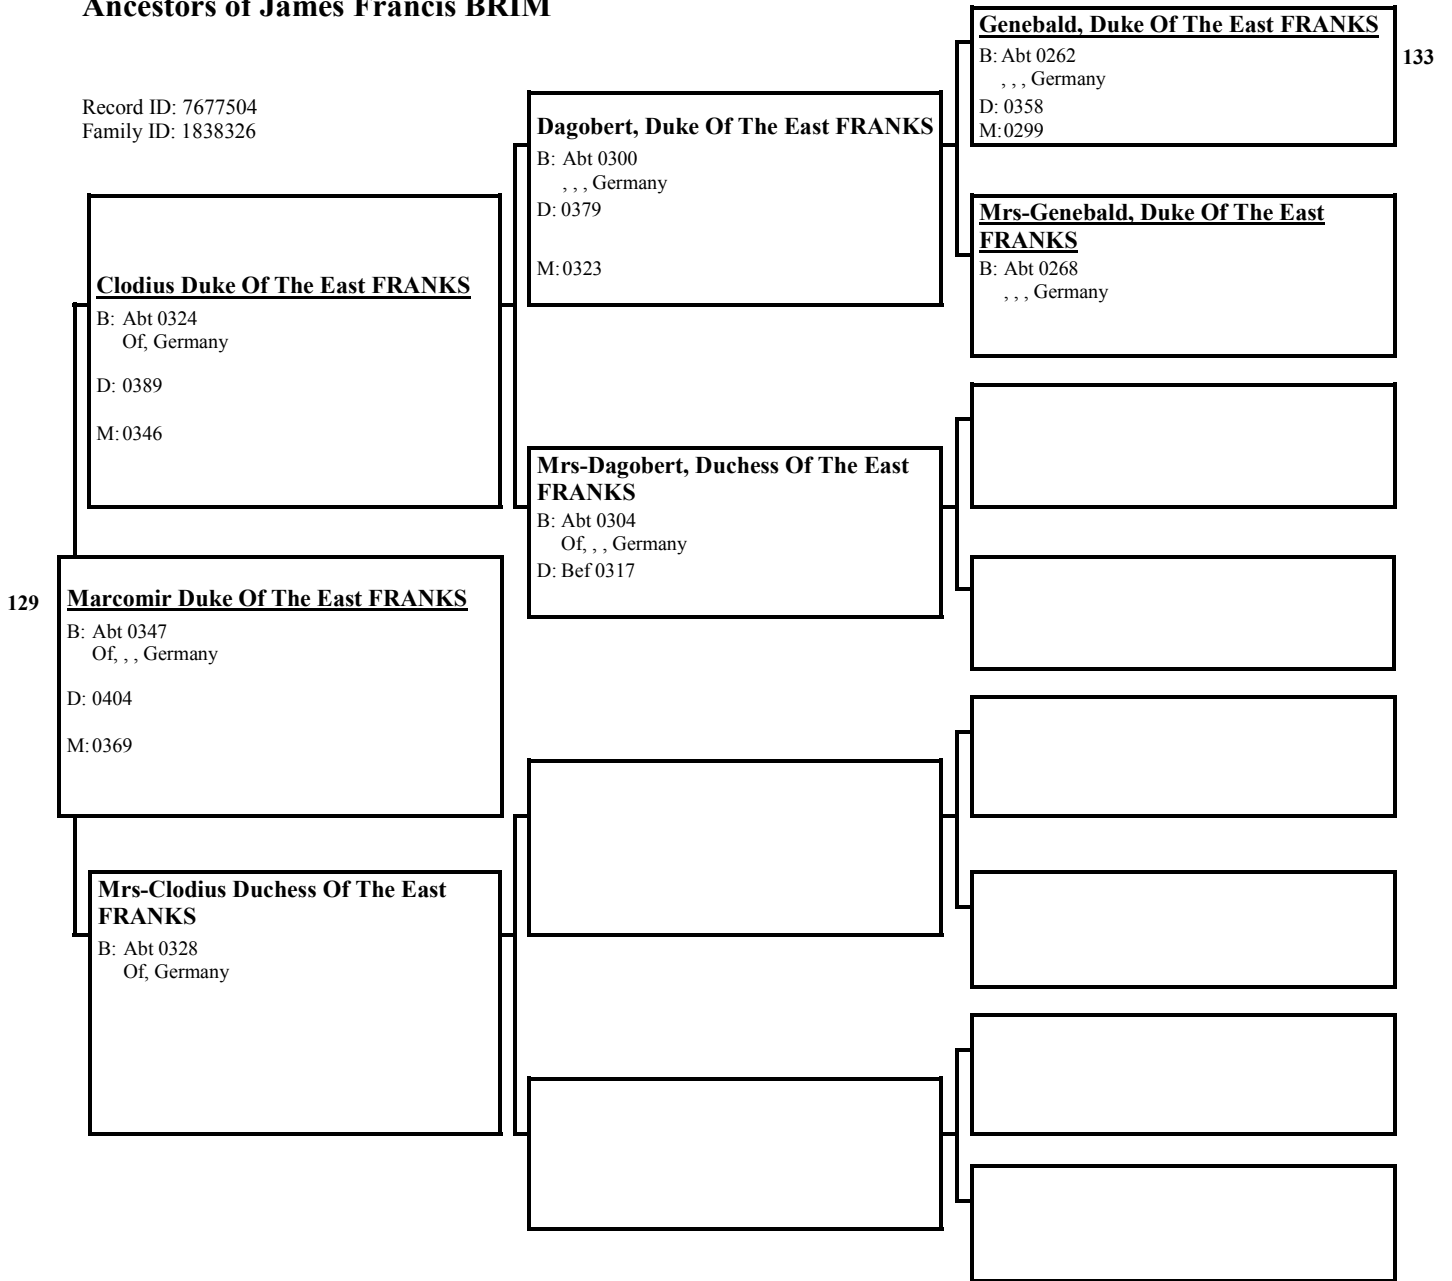 Ancestors of James Francis BRIM
Record ID: 7677504
Family ID: 1838326
Genebald, Duke Of The East FRANKS
B: Abt 0262
, , , Germany
D: 0358
M:0299
133
Dagobert, Duke Of The East FRANKS
B: Abt 0300
, , , Germany
D: 0379
M:0323
Mrs-Genebald, Duke Of The East
FRANKS
B: Abt 0268
, , , Germany
Clodius Duke Of The East FRANKS
B: Abt 0324
Of, Germany
D: 0389
M:0346
Mrs-Dagobert, Duchess Of The East
FRANKS
B: Abt 0304
Of, , , Germany
D: Bef 0317
129
Marcomir Duke Of The East FRANKS
B: Abt 0347
Of, , , Germany
D: 0404
M:0369
Mrs-Clodius Duchess Of The East
FRANKS
B: Abt 0328
Of, Germany